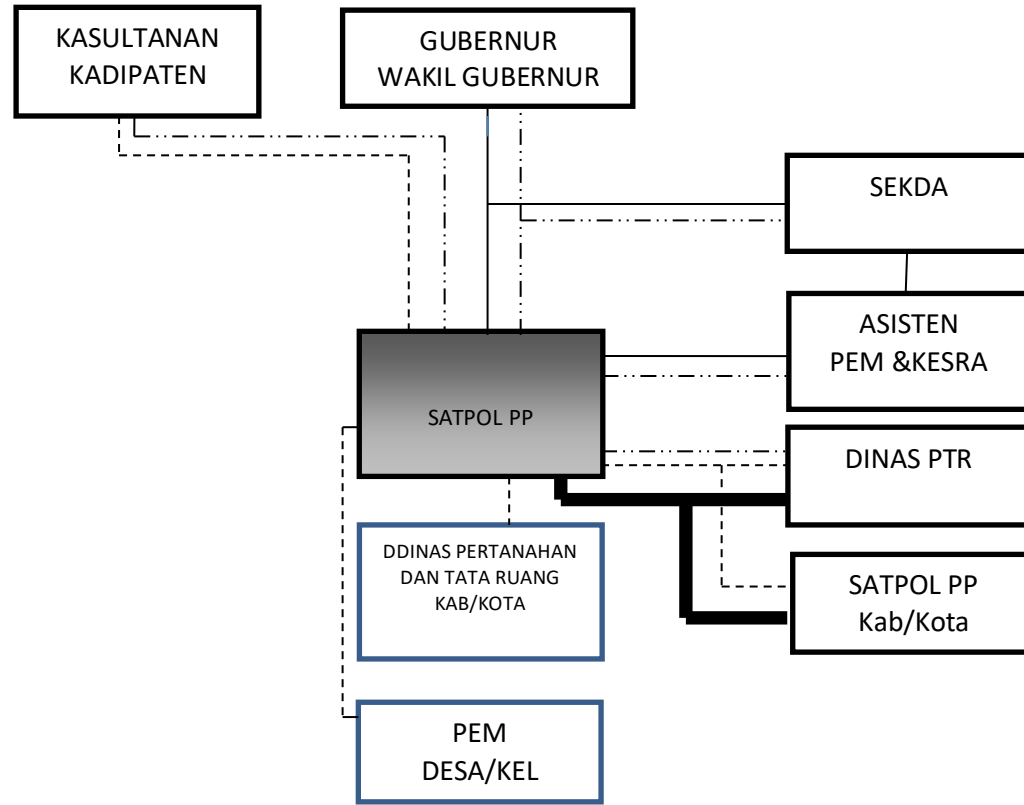 KASULTANAN
KADIPATEN
GUBERNUR
WAKIL GUBERNUR
SEKDA
ASISTEN
PEM &KESRA
SATPOL PP
DINAS PTR
DDINAS PERTANAHAN
DAN TATA RUANG
KAB/KOTA
SATPOL PP
Kab/Kota
PEM
DESA/KEL